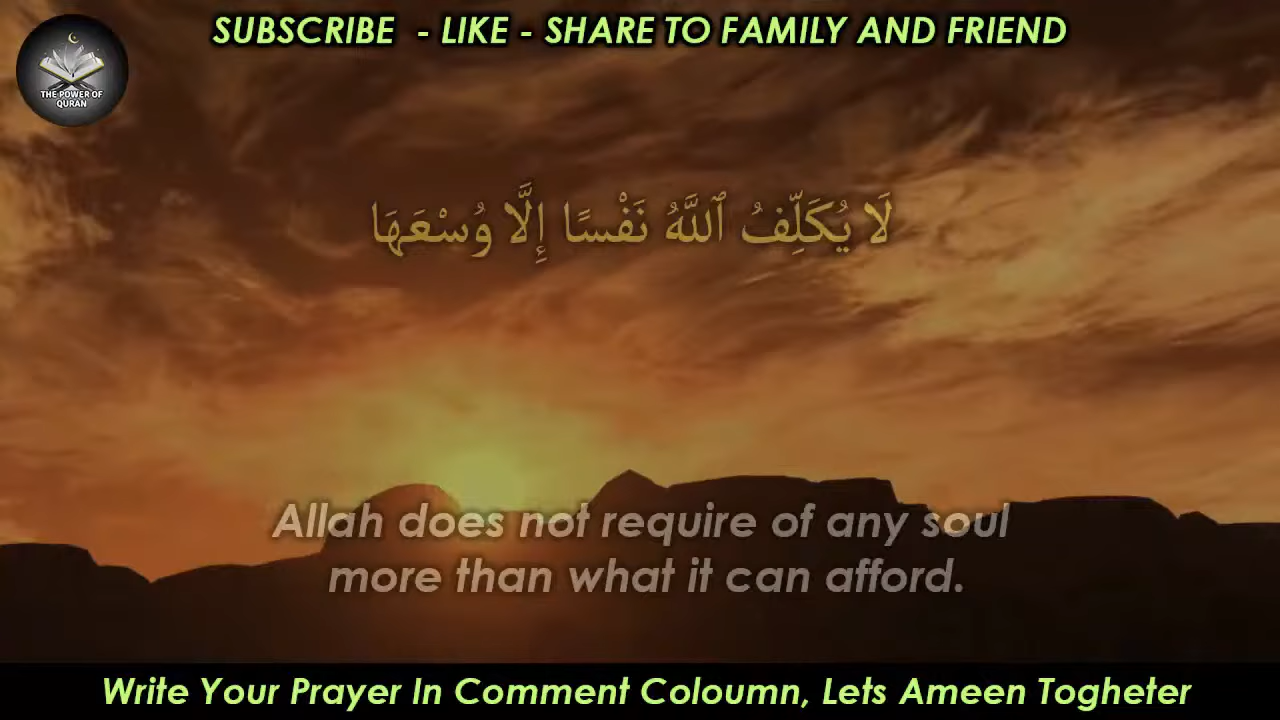 SUBSCRIBE - LIKE - SHARE TO FAMILY AND FRIEND
THE POWER OF
QURAN
لَا يُكَلِّفُ ٱللَّهُ نَفْسًا إِلَّا وُسْعَهَا
Allah does not require of any soul
more than what it can afford.
Write Your Prayer In Comment Coloumn, Lets Ameen Togheter